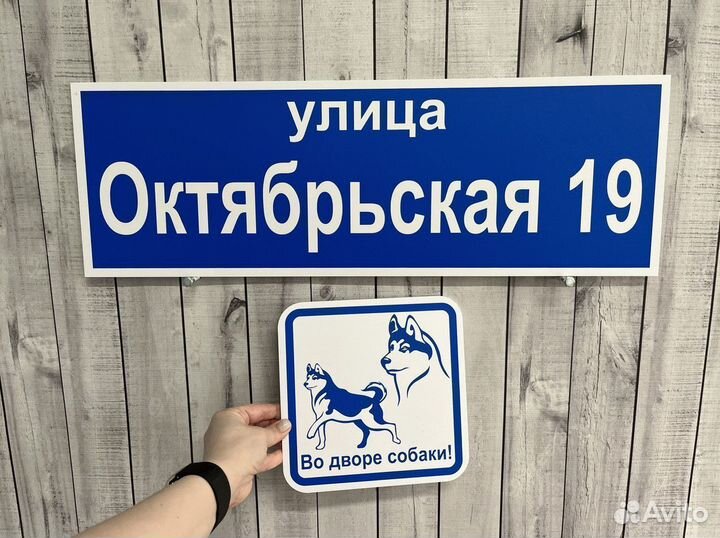 улица
Октябрьская 19
Во дворе собаки!
Avito